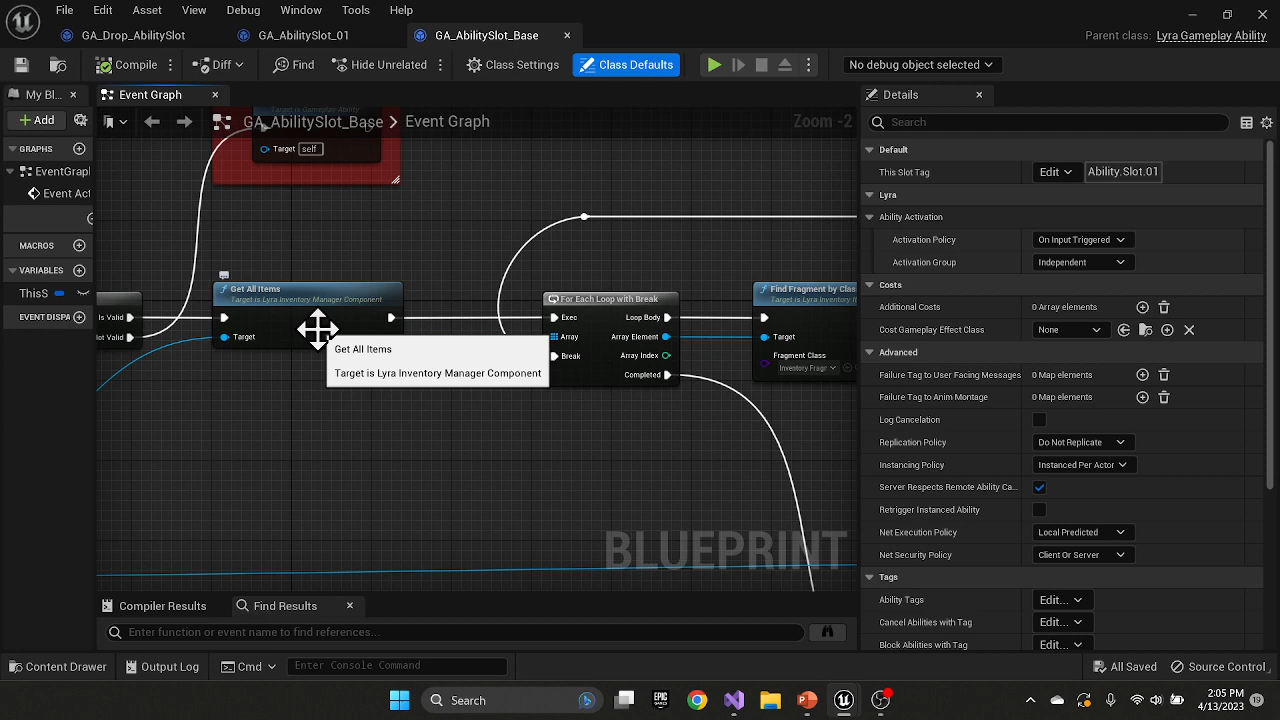 File Edit Asset View Debug Window Tools Help
GA_Drop_AbilitySlot GA_AbilitySlot_01 GA_AbilitySlot_Base
Parent class: Lyra Gameplay Ability
Compile Diff Find Hide Unrelated Class Settings Class Defaults No debug object selected
My Bl...
+ Add
GRAPHS
EventGraph
Event Act
MACROS
VARIABLES
ThisS
EVENT DISPA
Event Graph
GA_AbilitySlot_Base > Event Graph
Zoom -2
Target is Gameplay Ability
Target self
Is Valid
Get All Items
Target is Lyra Inventory Manager Component
Target
Get All Items
Target is Lyra Inventory Manager Component
For Each Loop with Break
Exec Loop Body
Array Array Element
Array Index
Break
Completed
Find Fragment by Clas
Target is Lyra Inventory It
Target
Fragment Class
Inventory Fragr
BLUEPRINT
Compiler Results Find Results
Enter function or event name to find references...
Details
Search
Default
This Slot Tag Edit Ability.Slot.01
Lyra
Ability Activation
Activation Policy On Input Triggered
Activation Group Independent
Costs
Additional Costs 0 Array elements
Cost Gameplay Effect Class None
Advanced
Failure Tag to User Facing Messages 0 Map elements
Failure Tag to Anim Montage 0 Map elements
Log Cancelation
Replication Policy Do Not Replicate
Instancing Policy Instanced Per Actor
Server Respects Remote Ability Ca...
Retrigger Instanced Ability
Net Execution Policy Local Predicted
Net Security Policy Client Or Server
Tags
Ability Tags Edit...
Cancel Abilities with Tag Edit...
Block Abilities with Tag Edit...
Content Drawer Output Log Cmd Enter Console Command All Saved Source Control
Search
EPIC GAMES
2:05 PM
4/13/2023